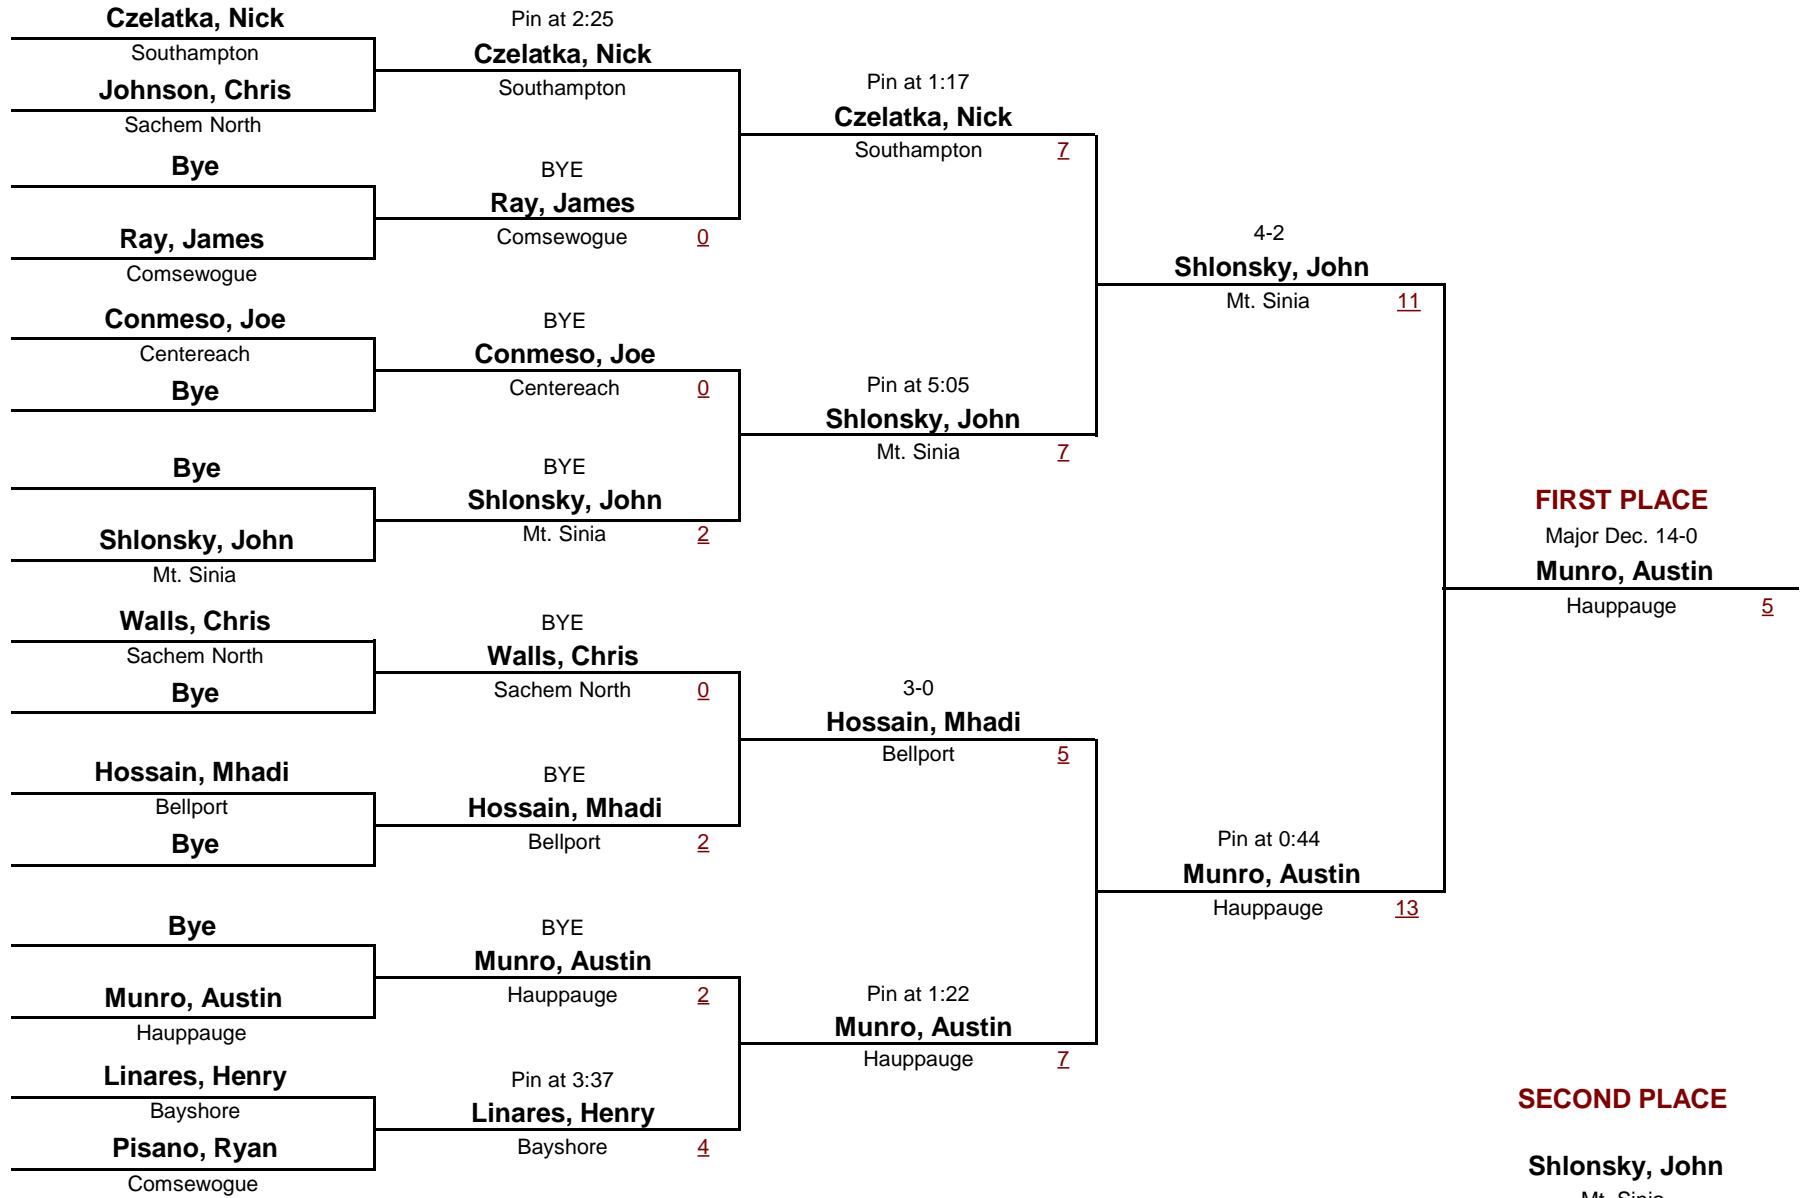 Czelatka, Nick
Southampton
Johnson, Chris
Sachem North
Bye
Ray, James
Comsewogue
Conmeso, Joe
Centereach
Bye
Bye
Shlonsky, John
Mt. Sinia
Walls, Chris
Sachem North
Bye
Hossain, Mhadi
Bellport
Bye
Bye
Munro, Austin
Hauppauge
Linares, Henry
Bayshore
Pisano, Ryan
Comsewogue
Pin at 2:25
Czelatka, Nick
Southampton
BYE
Ray, James
Comsewogue 0
BYE
Conmeso, Joe
Centereach 0
BYE
Shlonsky, John
Mt. Sinia 2
BYE
Walls, Chris
Sachem North 0
BYE
Hossain, Mhadi
Bellport 2
BYE
Munro, Austin
Hauppauge 2
Pin at 3:37
Linares, Henry
Bayshore 4
Pin at 1:17
Czelatka, Nick
Southampton 7
Pin at 5:05
Shlonsky, John
Mt. Sinia 7
3-0
Hossain, Mhadi
Bellport 5
Pin at 1:22
Munro, Austin
Hauppauge 7
4-2
Shlonsky, John
Mt. Sinia 11
Pin at 0:44
Munro, Austin
Hauppauge 13
FIRST PLACE
Major Dec. 14-0
Munro, Austin
Hauppauge 5
SECOND PLACE
Shlonsky, John
Mt. Sinia